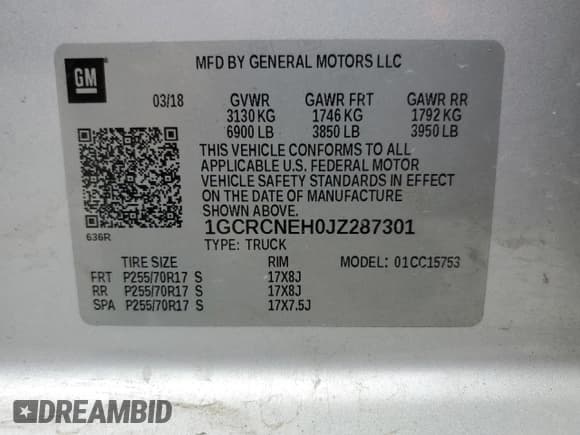 GM
MFD BY GENERAL MOTORS LLC
03/18 GVWR GAWR FRT GAWR RR
3130 KG 1746 KG 1792 KG
6900 LB 3850 LB 3950 LB
THIS VEHICLE CONFORMS TO ALL
APPLICABLE U.S. FEDERAL MOTOR
VEHICLE SAFETY STANDARDS IN EFFECT
ON THE DATE OF MANUFACTURE
SHOWN ABOVE.
636R
1GCRCNEH0JZ287301
TYPE: TRUCK
TIRE SIZE RIM MODEL: 01CC15753
FRT P255/70R17 S 17X8J
RR P255/70R17 S 17X8J
SPA P255/70R17 S 17X7.5J
DREAMBID